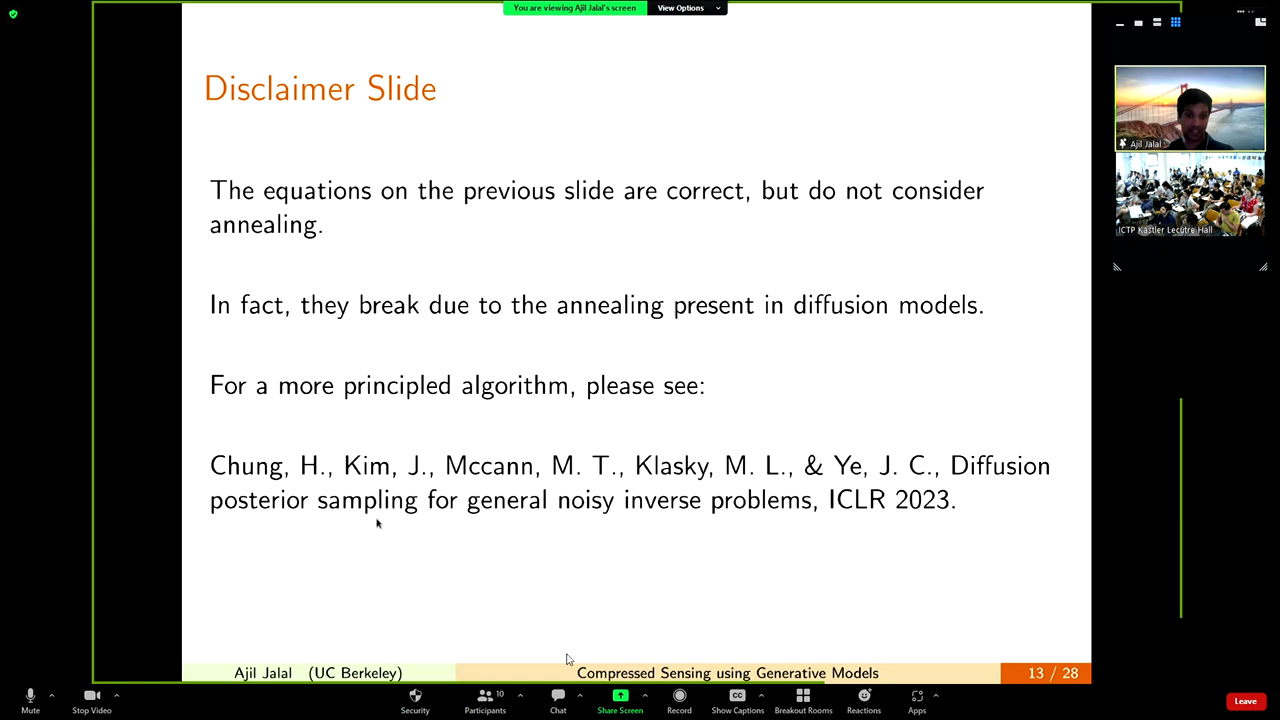 You are viewing Ajil Jalal's screen
View Options
Disclaimer Slide
The equations on the previous slide are correct, but do not consider
annealing.
In fact, they break due to the annealing present in diffusion models.
For a more principled algorithm, please see:
Chung, H., Kim, J., Mccann, M. T., Klasky, M. L., & Ye, J. C., Diffusion
posterior sampling for general noisy inverse problems, ICLR 2023.
Ajil Jalal (UC Berkeley)
Compressed Sensing using Generative Models
13 / 28
Ajil Jalal
ICTP Kastler Lecutre Hall
Mute
Stop Video
Security
Participants
10
Chat
Share Screen
Record
Show Captions
Breakout Rooms
Reactions
Apps
Leave